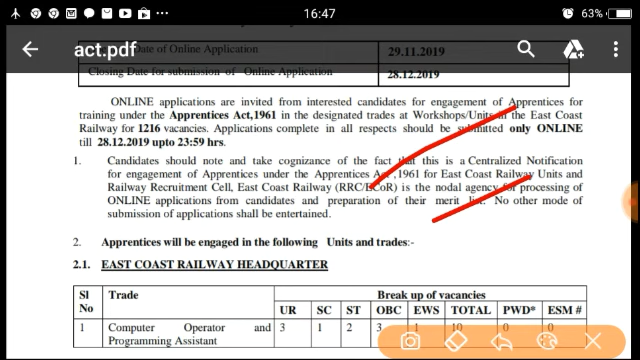 16:47
63%
act.pdf
Date of Online Application 29.11.2019
Closing Date for submission of Online Application 28.12.2019
ONLINE applications are invited from interested candidates for engagement of Apprentices for
training under the Apprentices Act,1961 in the designated trades at Workshops/Units in the East Coast
Railway for 1216 vacancies. Applications complete in all respects should be submitted only ONLINE
till 28.12.2019 upto 23:59 hrs.
1. Candidates should note and take cognizance of the fact that this is a Centralized Notification
for engagement of Apprentices under the Apprentices Act ,1961 for East Coast Railway Units and
Railway Recruitment Cell, East Coast Railway (RRC/ECoR) is the nodal agency for processing of
ONLINE applications from candidates and preparation of their merit list. No other mode of
submission of applications shall be entertained.
2. Apprentices will be engaged in the following Units and trades:-
2.1. EAST COAST RAILWAY HEADQUARTER
Sl No Trade Break up of vacancies
UR SC ST OBC EWS TOTAL PWD* ESM #
1 Computer Operator and 3 1 2 3 1 10 0 0
Programming Assistant